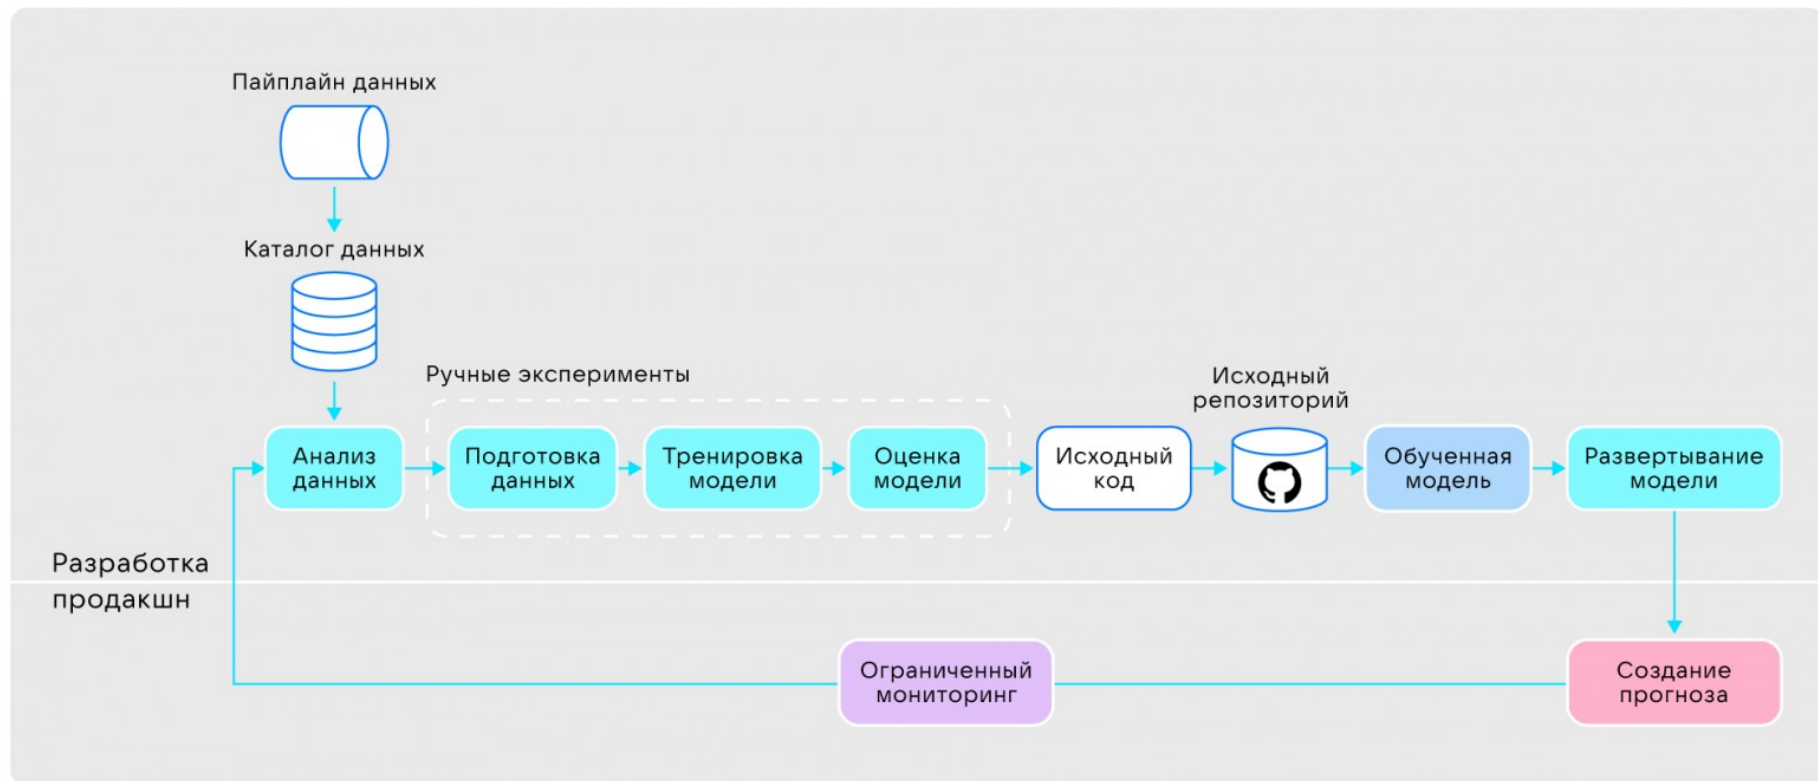 Пайплайн данных
Каталог данных
Ручные эксперименты
Исходный
репозиторий
Анализ
данных
Подготовка
данных
Тренировка
модели
Оценка
модели
Исходный
код
Обученная
модель
Развертывание
модели
Разработка
продакшн
Ограниченный
мониторинг
Создание
прогноза